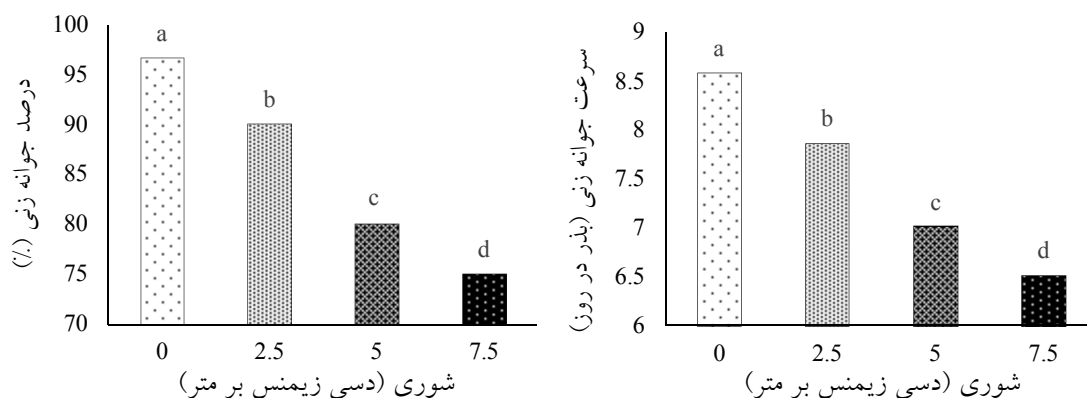 درصد جوانه زنی (٪)
100
95
90
85
80
75
70
a
b
c
d
0 2.5 5 7.5
شوری (دسی زیمنس بر متر)
سرعت جوانه زنی (بذر در روز)
9
8.5
8
7.5
7
6.5
6
a
b
c
d
0 2.5 5 7.5
شوری (دسی زیمنس بر متر)